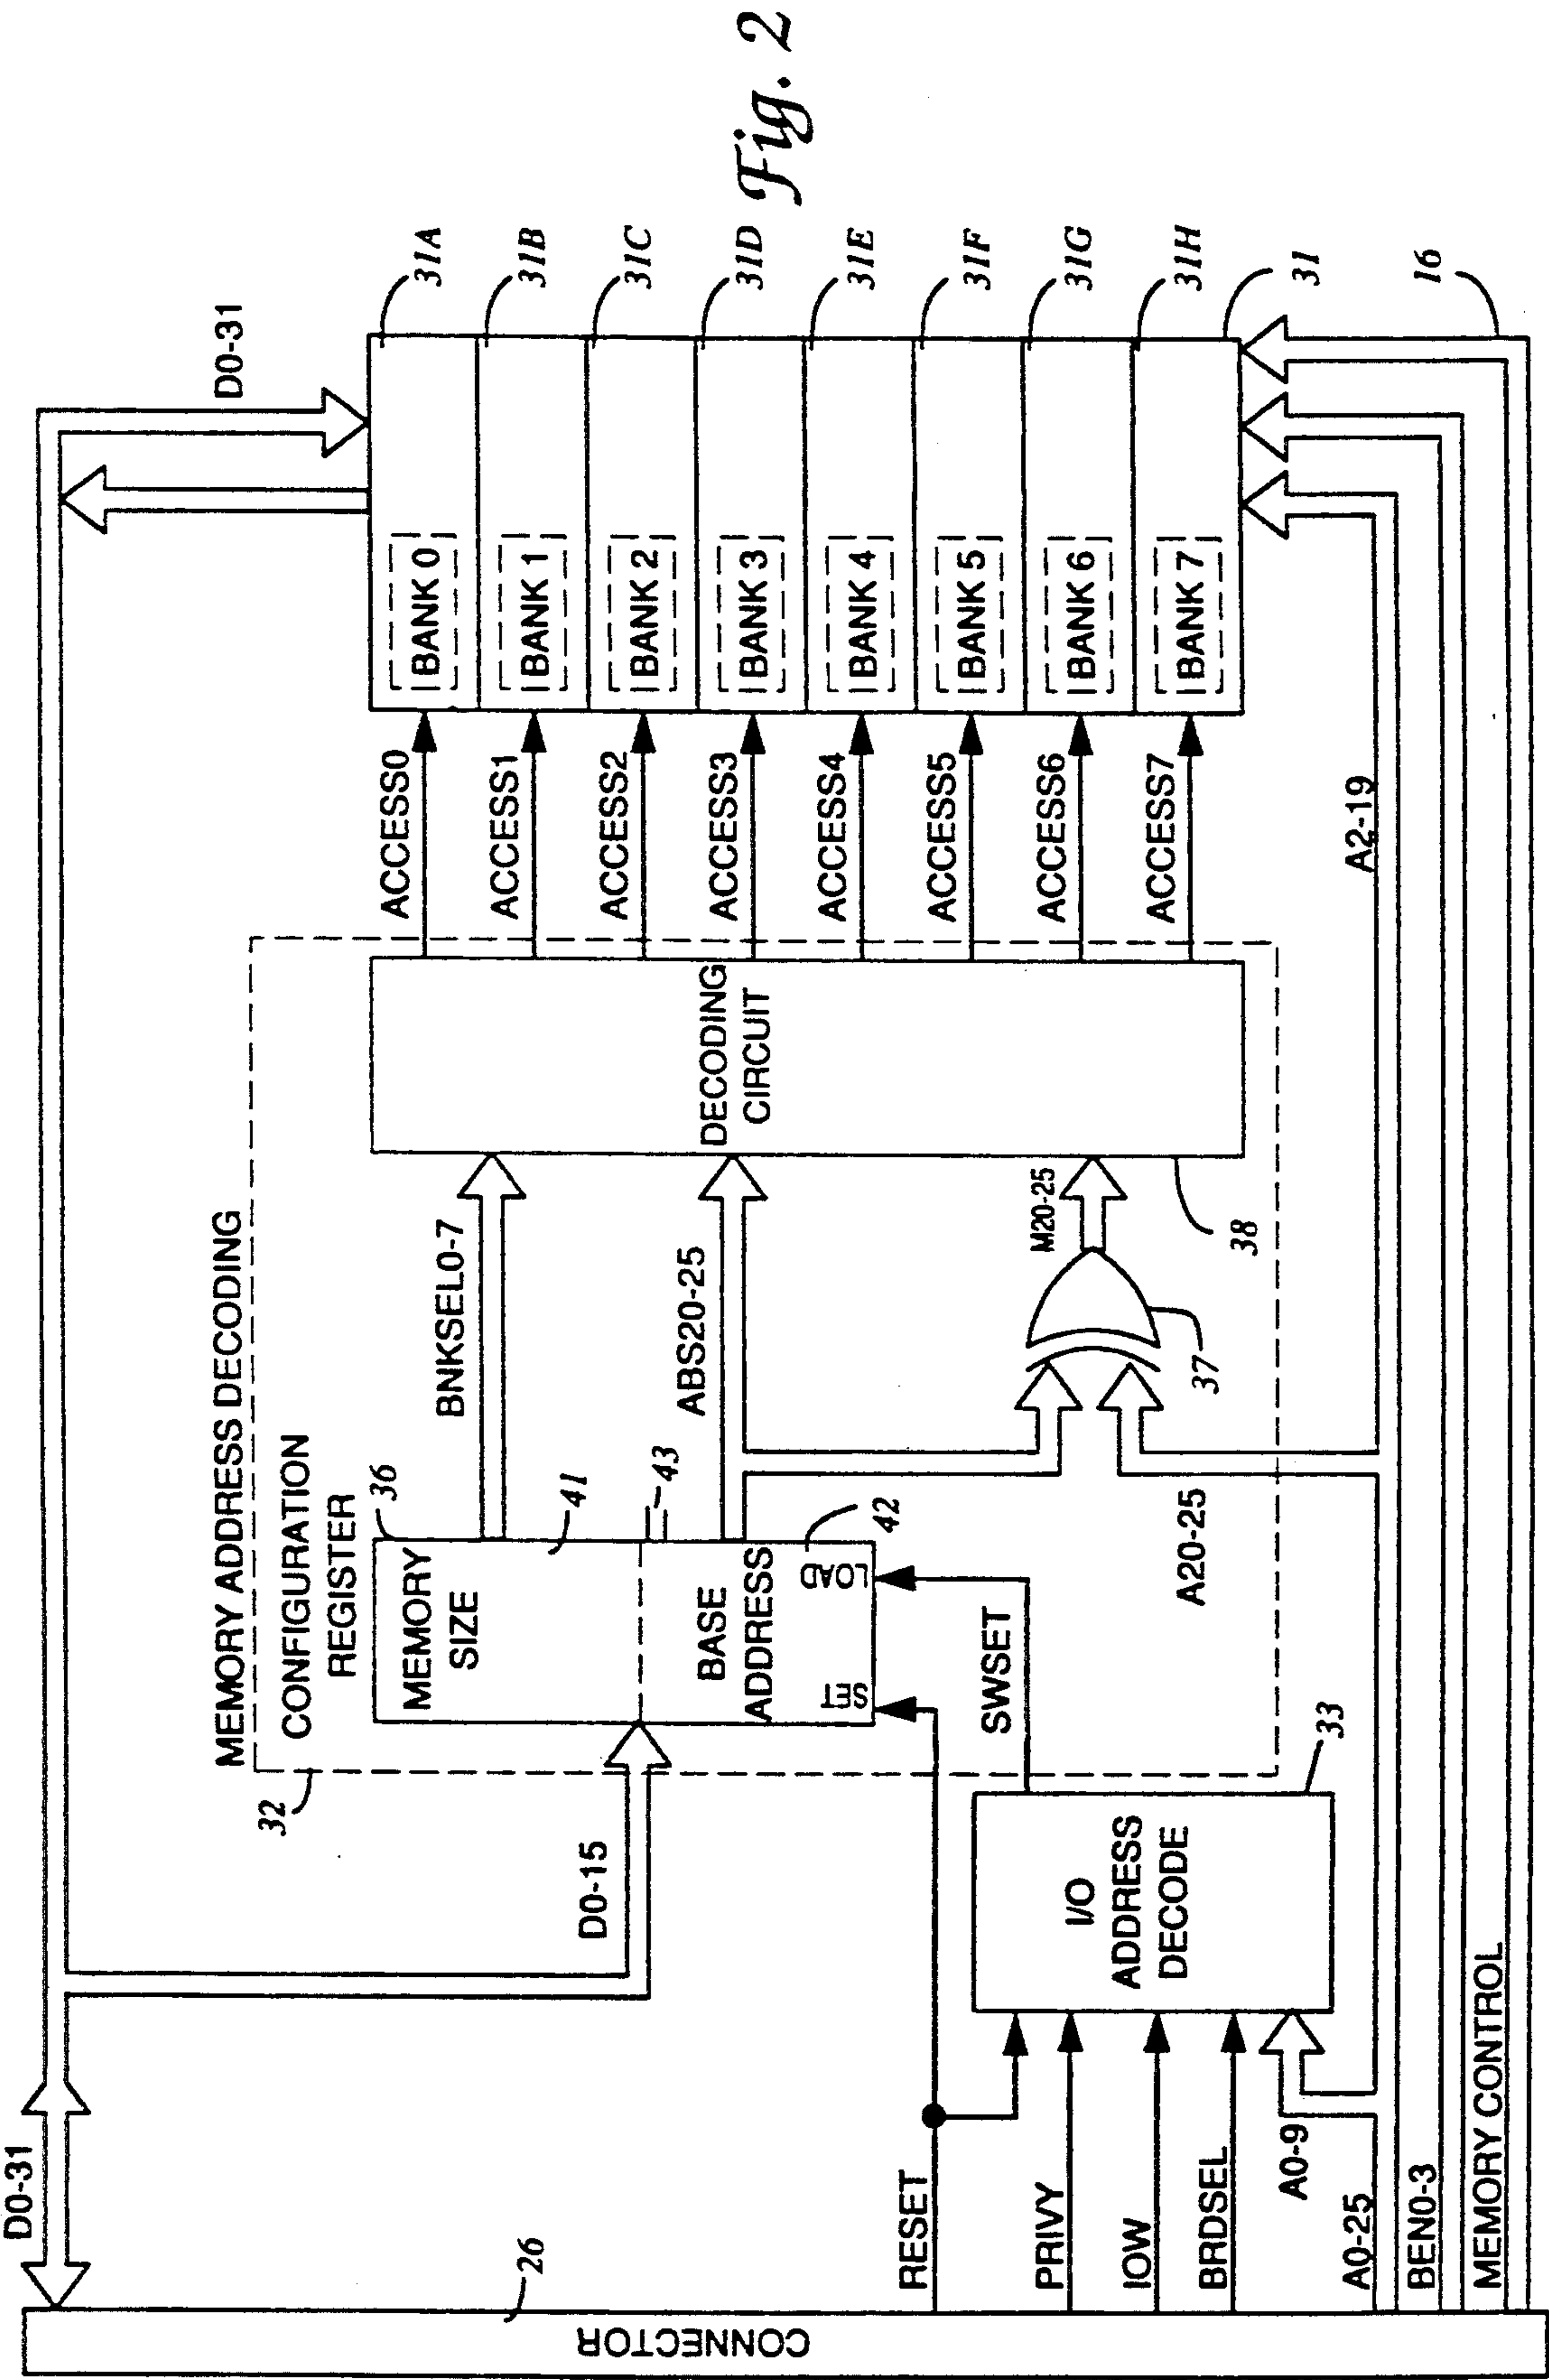 D0-31
D0-31
MEMORY ADDRESS DECODING
32
CONFIGURATION
REGISTER
36
MEMORY
SIZE
41
43
BASE
ADDRESS
42
SET
LOAD
D0-15
BNKSEL0-7
ABS20-25
M20-25
37
DECODING
CIRCUIT
38
ACCESS0
ACCESS1
ACCESS2
ACCESS3
ACCESS4
ACCESS5
ACCESS6
ACCESS7
BANK 0
BANK 1
BANK 2
BANK 3
BANK 4
BANK 5
BANK 6
BANK 7
31A
31B
31C
31D
31E
31F
31G
31H
31
16
26
CONNECTOR
RESET
PRIVY
IOW
BRDSEL
A0-9
I/O
ADDRESS
DECODE
33
SWSET
A20-25
A2-19
A0-25
BEN0-3
MEMORY CONTROL
Fig. 2